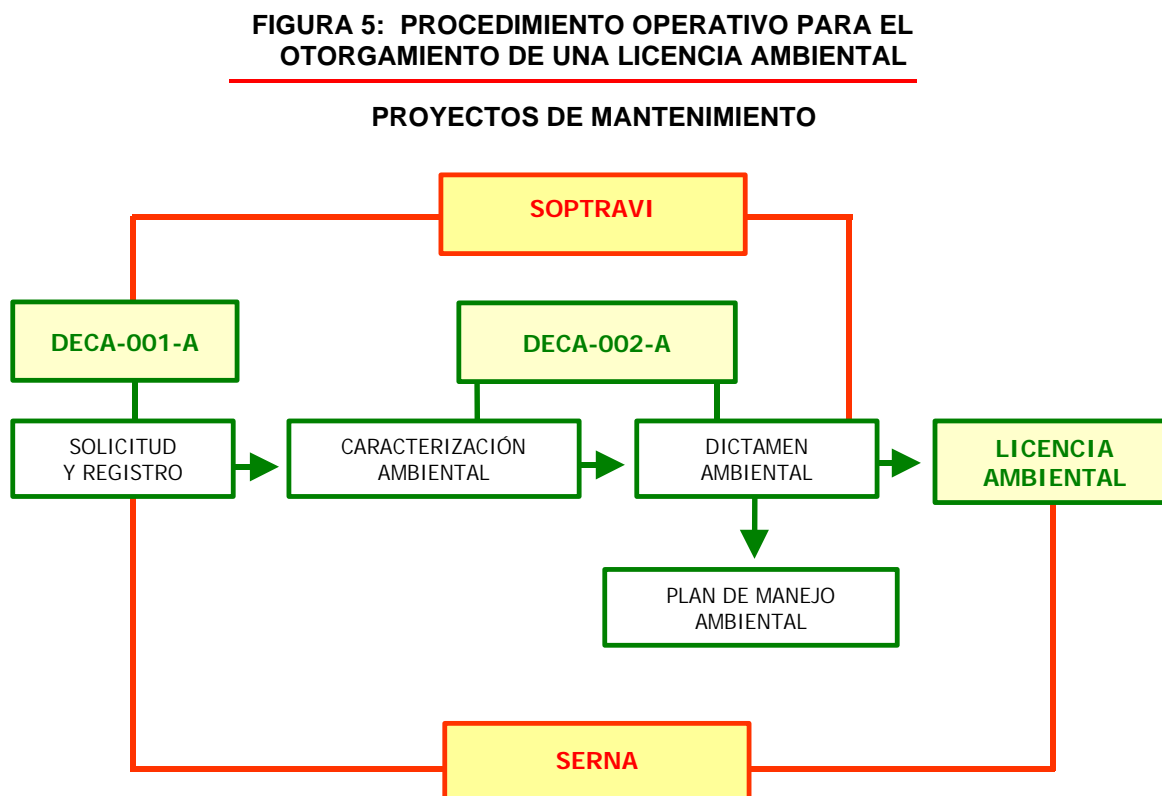 FIGURA 5: PROCEDIMIENTO OPERATIVO PARA EL
OTORGAMIENTO DE UNA LICENCIA AMBIENTAL
PROYECTOS DE MANTENIMIENTO
SOPTRAVI
DECA-001-A
DECA-002-A
SOLICITUD
Y REGISTRO
CARACTERIZACIÓN
AMBIENTAL
DICTAMEN
AMBIENTAL
LICENCIA
AMBIENTAL
PLAN DE MANEJO
AMBIENTAL
SERNA